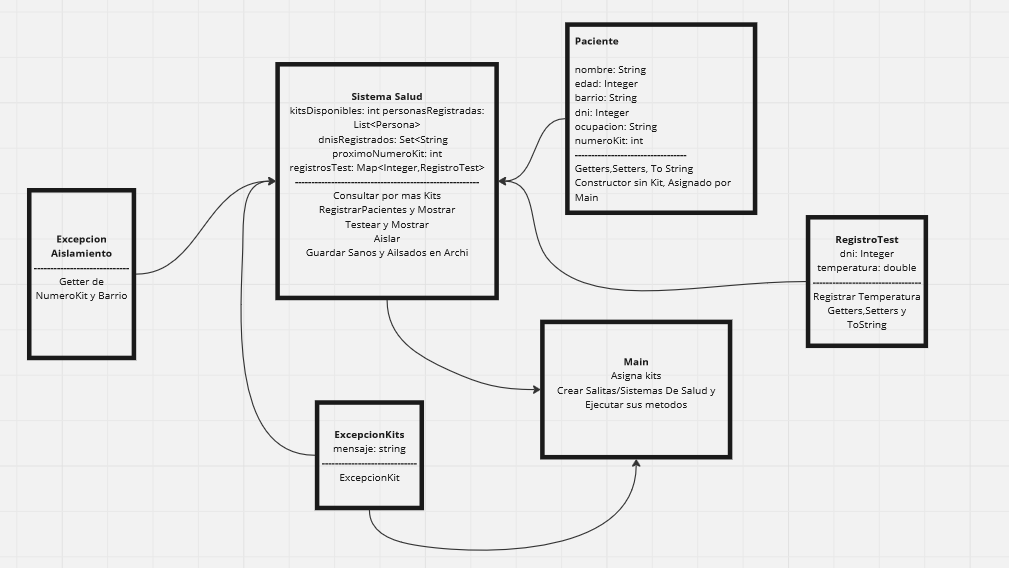 Paciente
nombre: String
edad: Integer
barrio: String
dni: Integer
ocupacion: String
numeroKit: int
----------------------------------
Getters,Setters, To String
Constructor sin Kit, Asignado por
Main
Sistema Salud
kitsDisponibles: int personasRegistradas:
List<Persona>
dnisRegistrados: Set<String
proximoNumeroKit: int
registrosTest: Map<Integer,RegistroTest>
--------------------------------------------------------
Consultar por mas Kits
RegistrarPacientes y Mostrar
Testear y Mostrar
Aislar
Guardar Sanos y Ailsados en Archi
Excepcion
Aislamiento
-----------------------------
Getter de
NumeroKit y Barrio
RegistroTest
dni: Integer
temperatura: double
---------------------------------
Registrar Temperatura
Getters,Setters y
ToString
Main
Asigna kits
Crear Salitas/Sistemas De Salud y
Ejecutar sus metodos
ExcepcionKits
mensaje: string
-----------------------------
ExcepcionKit